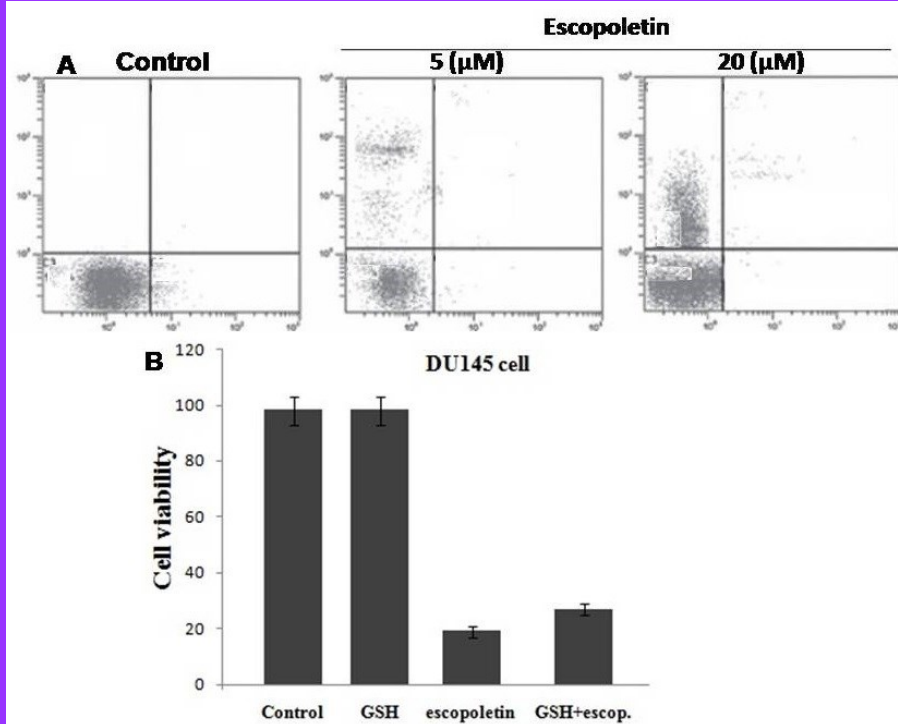 Escopoletin
A Control 5 (µM) 20 (µM)
B DU145 cell
120
100
80
60
40
20
0
Cell viability
Control GSH escopoletin GSH+escop.